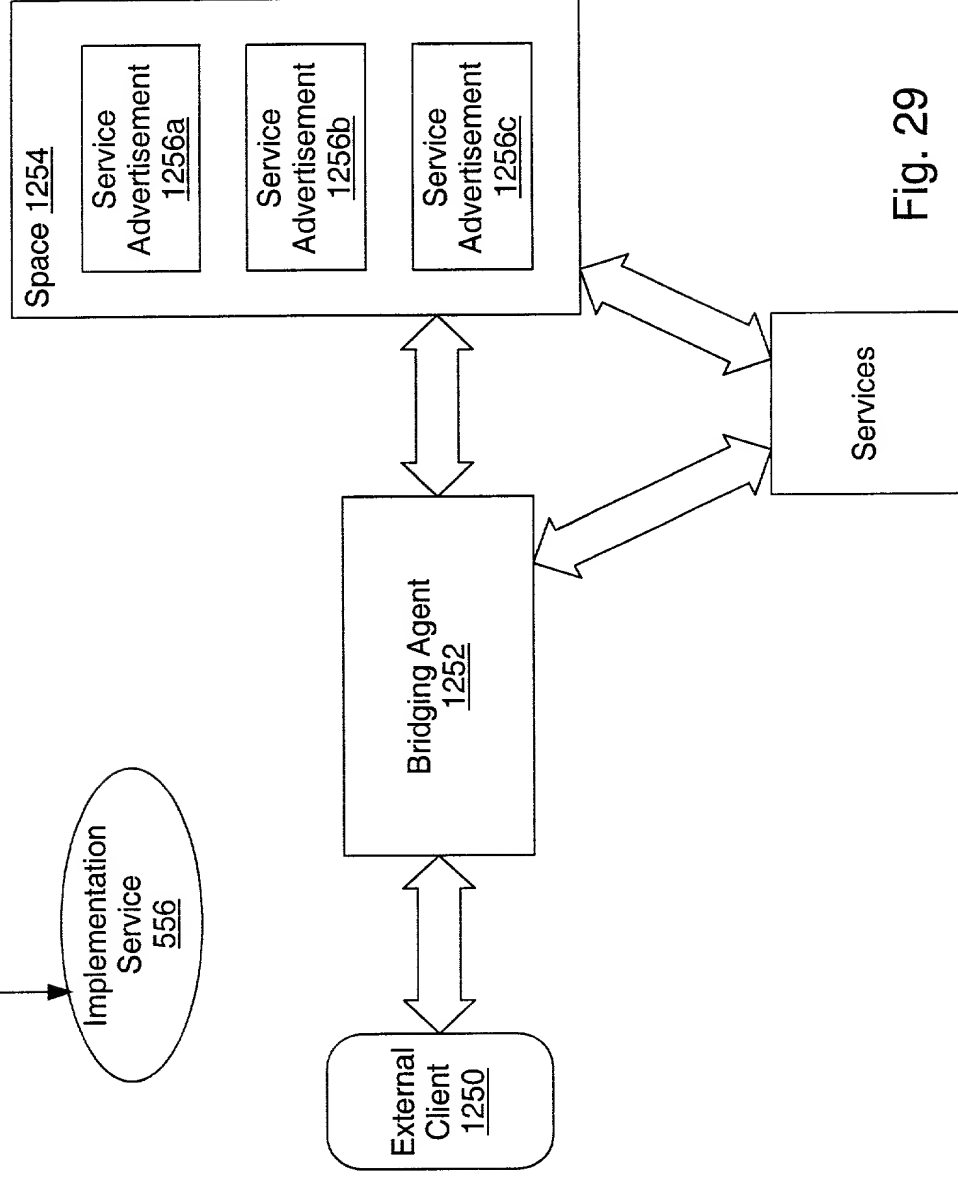 Implementation
Service
556
External
Client
1250
Bridging Agent
1252
Space 1254
Service
Advertisement
1256a
Service
Advertisement
1256b
Service
Advertisement
1256c
Services
Fig. 29